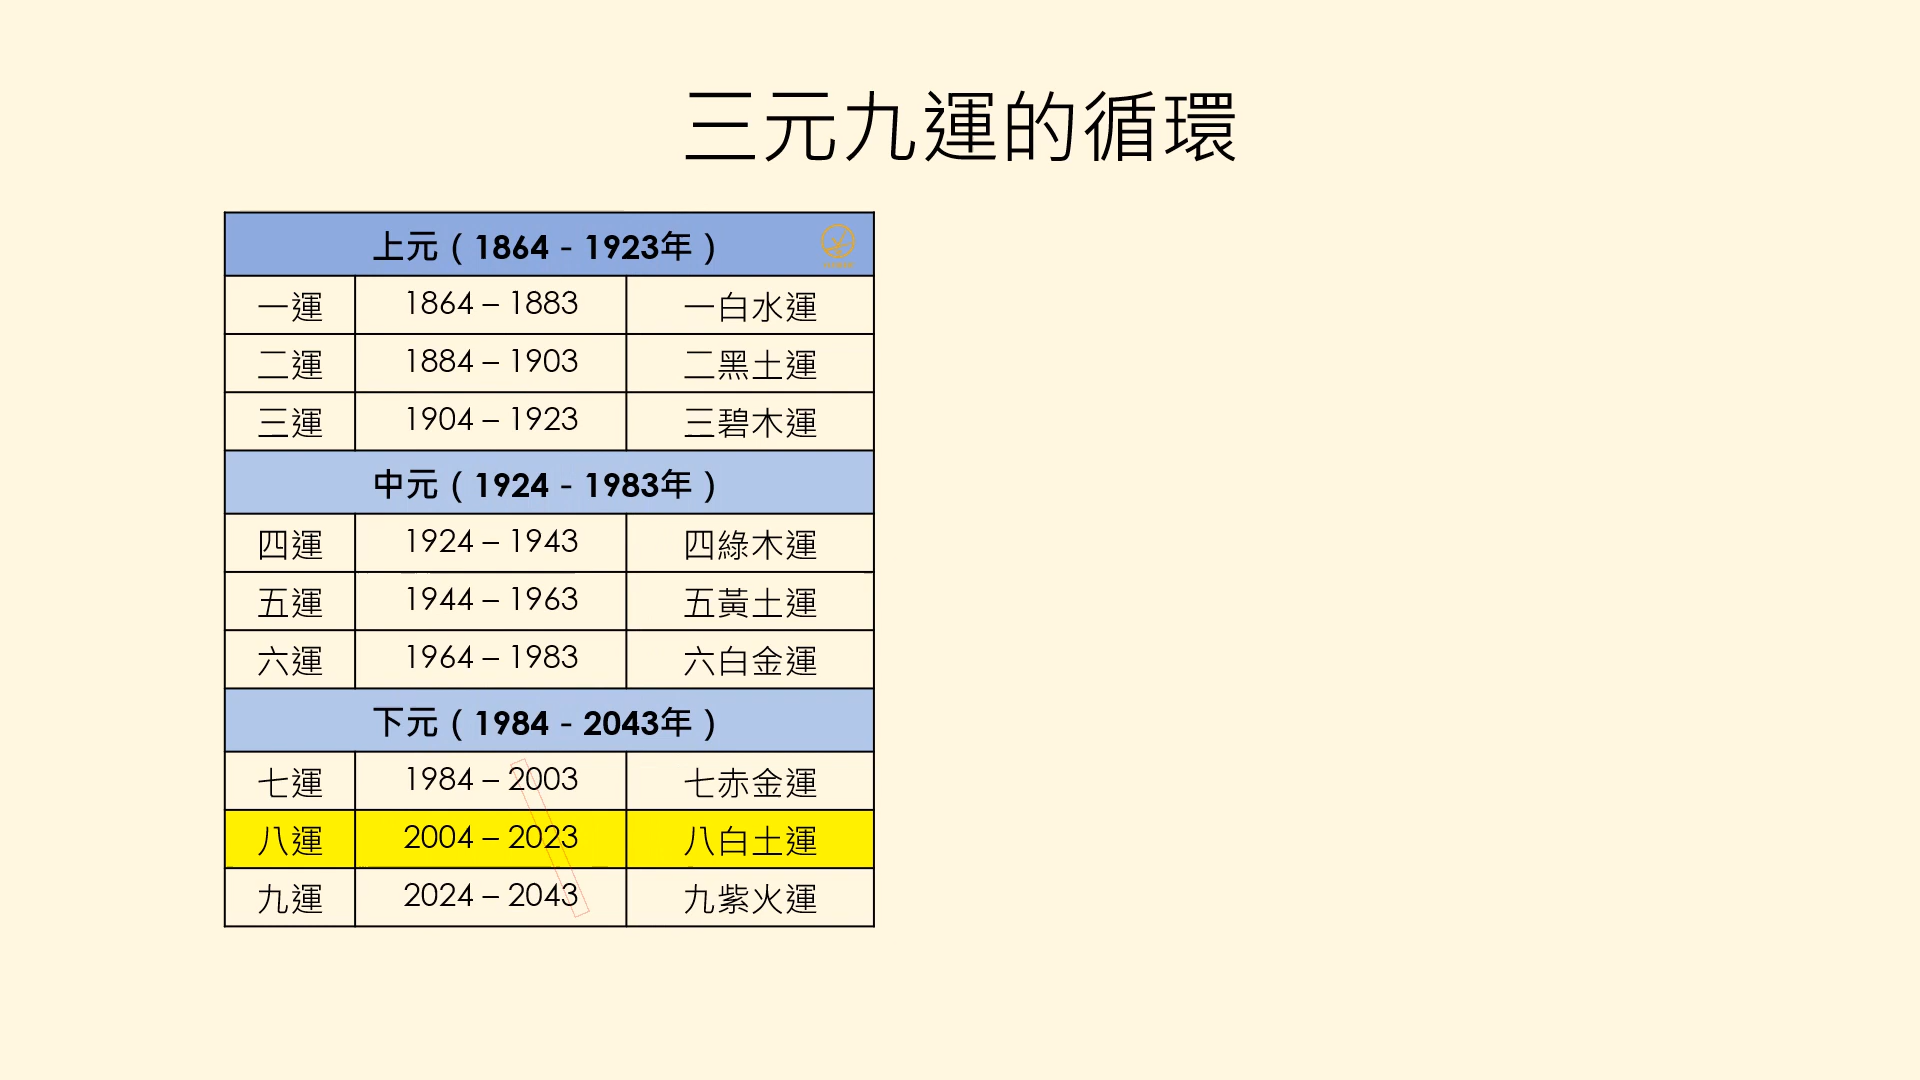 三元九運的循環
上元（1864 - 1923年）
一運 1864 – 1883 一白水運
二運 1884 – 1903 二黑土運
三運 1904 – 1923 三碧木運
中元（1924 - 1983年）
四運 1924 – 1943 四綠木運
五運 1944 – 1963 五黃土運
六運 1964 – 1983 六白金運
下元（1984 - 2043年）
七運 1984 – 2003 七赤金運
八運 2004 – 2023 八白土運
九運 2024 – 2043 九紫火運